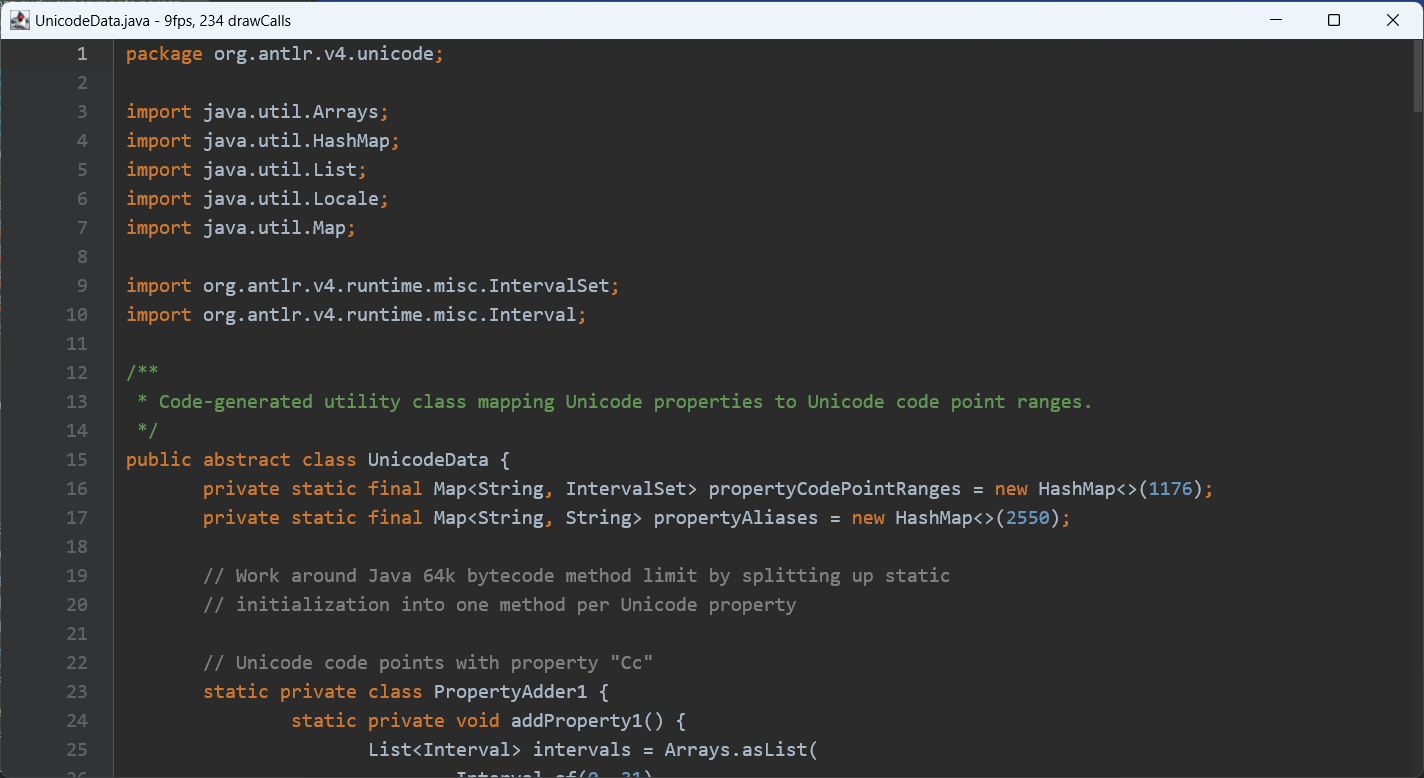 UnicodeData.java - 9fps, 234 drawCalls
1 package org.antlr.v4.unicode;
2
3 import java.util.Arrays;
4 import java.util.HashMap;
5 import java.util.List;
6 import java.util.Locale;
7 import java.util.Map;
8
9 import org.antlr.v4.runtime.misc.IntervalSet;
10 import org.antlr.v4.runtime.misc.Interval;
11
12 /**
13  * Code-generated utility class mapping Unicode properties to Unicode code point ranges.
14  */
15 public abstract class UnicodeData {
16        private static final Map<String, IntervalSet> propertyCodePointRanges = new HashMap<>(1176);
17        private static final Map<String, String> propertyAliases = new HashMap<>(2550);
18
19        // Work around Java 64k bytecode method limit by splitting up static
20        // initialization into one method per Unicode property
21
22        // Unicode code points with property "Cc"
23        static private class PropertyAdder1 {
24                static private void addProperty1() {
25                       List<Interval> intervals = Arrays.asList(
26                               Interval.of(0, 31)